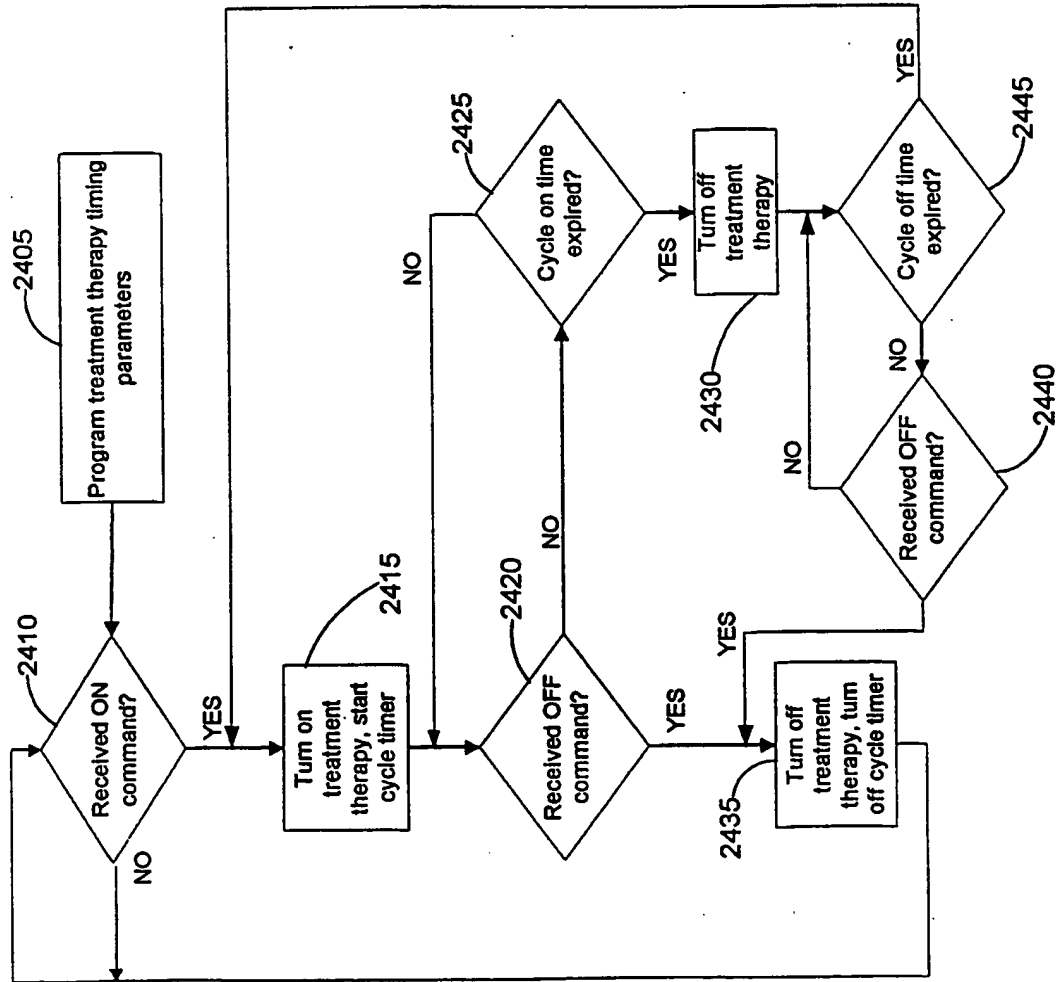 2405
Program treatment therapy timing
parameters
2410
Received ON
command?
NO
YES
2415
Turn on
treatment
therapy, start
cycle timer
2420
Received OFF
command?
NO
YES
2425
Cycle on time
expired?
NO
YES
2430
Turn off
treatment
therapy
2435
Turn off
treatment
therapy, turn
off cycle timer
2440
Received OFF
command?
NO
YES
2445
Cycle off time
expired?
NO
YES